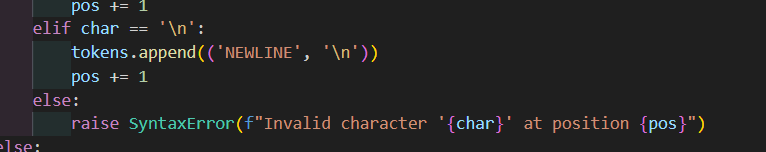 pos += 1
elif char == '\n':
tokens.append(('NEWLINE', '\n'))
pos += 1
else:
raise SyntaxError(f"Invalid character '{char}' at position {pos}")
else: